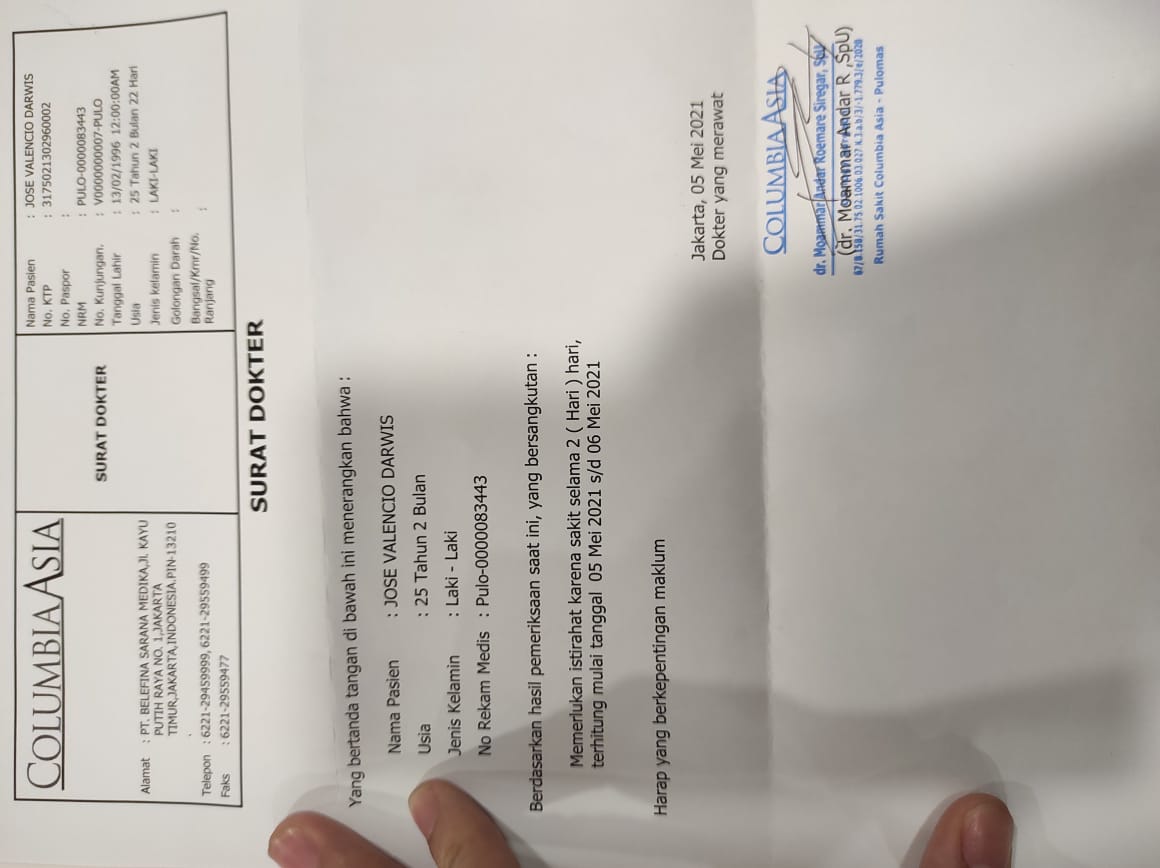 COLUMBIAASIA
Alamat : PT. BELEFINA SARANA MEDIKA,Jl. KAYU
PUTIH RAYA NO. 1,JAKARTA
TIMUR,JAKARTA,INDONESIA.PIN-13210
Telepon : 6221-29459999, 6221-29559499
Faks : 6221-29559477
SURAT DOKTER
Nama Pasien : JOSE VALENCIO DARWIS
No. KTP : 3175021302960002
No. Paspor :
NRM : PULO-0000083443
No. Kunjungan. : V0000000007-PULO
Tanggal Lahir : 13/02/1996 12:00:00AM
Usia : 25 Tahun 2 Bulan 22 Hari
Jenis kelamin : LAKI-LAKI
Golongan Darah :
Bangsal/Kmr/No. :
Ranjang
SURAT DOKTER
Yang bertanda tangan di bawah ini menerangkan bahwa :
Nama Pasien : JOSE VALENCIO DARWIS
Usia : 25 Tahun 2 Bulan
Jenis Kelamin : Laki - Laki
No Rekam Medis : Pulo-0000083443
Berdasarkan hasil pemeriksaan saat ini, yang bersangkutan :
Memerlukan istirahat karena sakit selama 2 ( Hari ) hari,
terhitung mulai tanggal 05 Mei 2021 s/d 06 Mei 2021
Harap yang berkepentingan maklum
Jakarta, 05 Mei 2021
Dokter yang merawat
COLUMBIAASIA
dr. Moammar Andar Roemare Siregar, SpU
(dr. Moammar Andar R ,SpU)
Rumah Sakit Columbia Asia - Pulomas